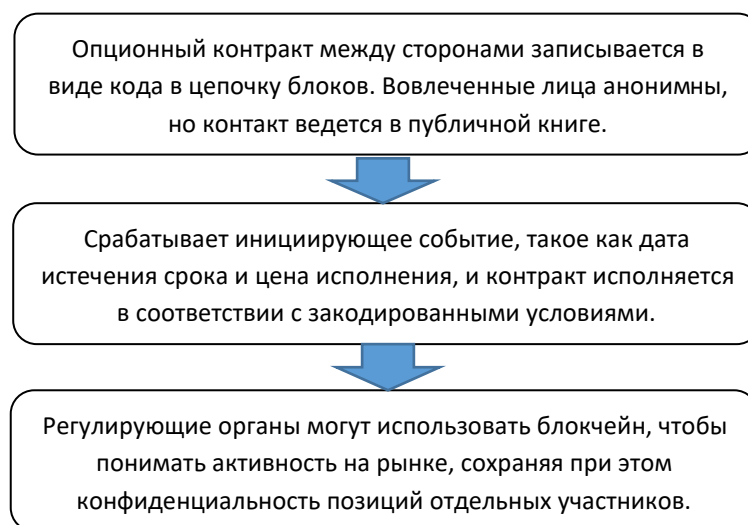 Опционный контракт между сторонами записывается в
виде кода в цепочку блоков. Вовлеченные лица анонимны,
но контакт ведется в публичной книге.
Срабатывает инициирующее событие, такое как дата
истечения срока и цена исполнения, и контракт исполняется
в соответствии с закодированными условиями.
Регулирующие органы могут использовать блокчейн, чтобы
понимать активность на рынке, сохраняя при этом
конфиденциальность позиций отдельных участников.